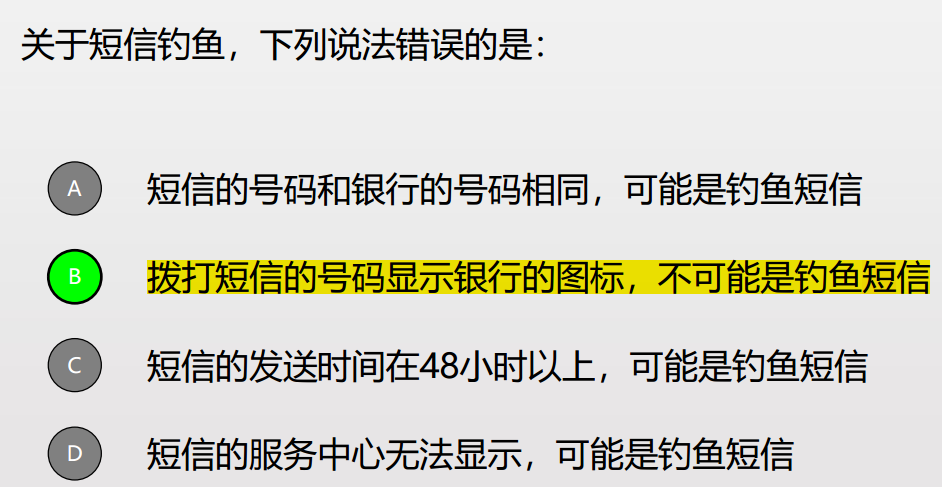 关于短信钓鱼，下列说法错误的是：
A 短信的号码和银行的号码相同，可能是钓鱼短信
B 拨打短信的号码显示银行的图标，不可能是钓鱼短信
C 短信的发送时间在48小时以上，可能是钓鱼短信
D 短信的服务中心无法显示，可能是钓鱼短信